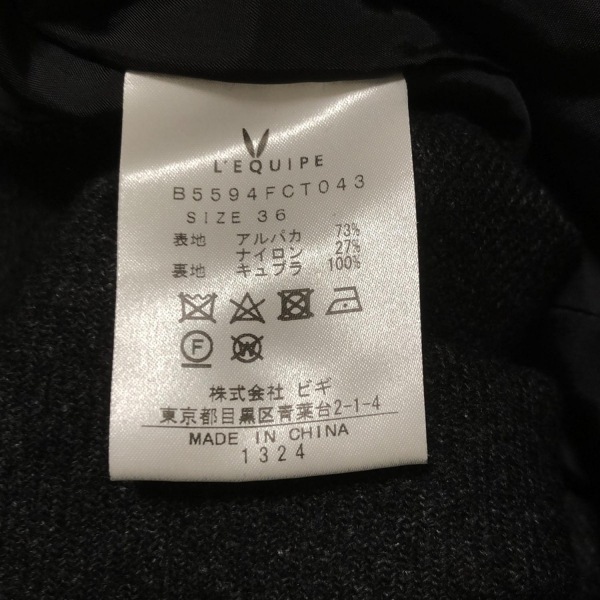 L'EQUIPE
B5594FCT043
SIZE 36
表地 アルパカ 73%
ナイロン 27%
裏地 キュプラ 100%
F W
株式会社 ビギ
東京都目黒区青葉台2-1-4
MADE IN CHINA
1324